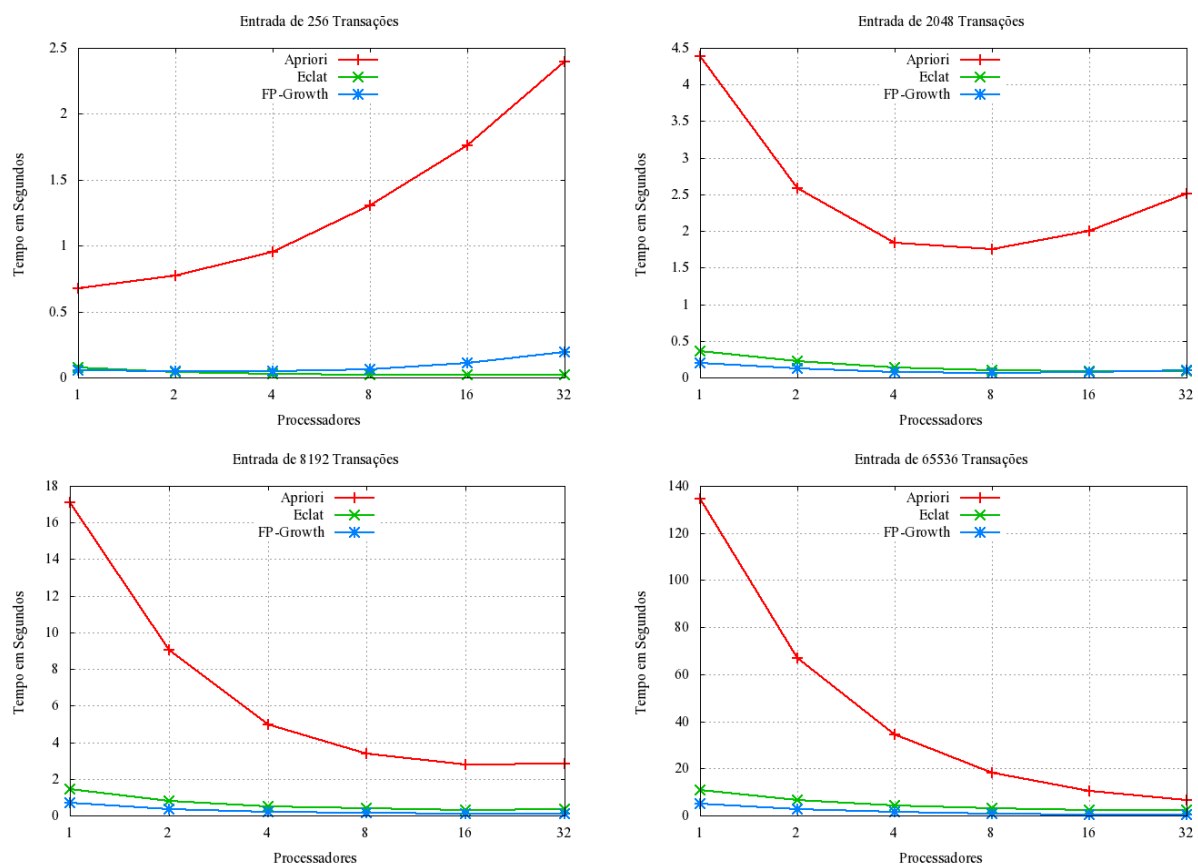 Entrada de 256 Transações
Tempo em Segundos
2.5
2
1.5
1
0.5
0
Apriori
Eclat
FP-Growth
1 2 4 8 16 32
Processadores
Entrada de 2048 Transações
Tempo em Segundos
4.5
4
3.5
3
2.5
2
1.5
1
0.5
0
Apriori
Eclat
FP-Growth
1 2 4 8 16 32
Processadores
Entrada de 8192 Transações
Tempo em Segundos
18
16
14
12
10
8
6
4
2
0
Apriori
Eclat
FP-Growth
1 2 4 8 16 32
Processadores
Entrada de 65536 Transações
Tempo em Segundos
140
120
100
80
60
40
20
0
Apriori
Eclat
FP-Growth
1 2 4 8 16 32
Processadores